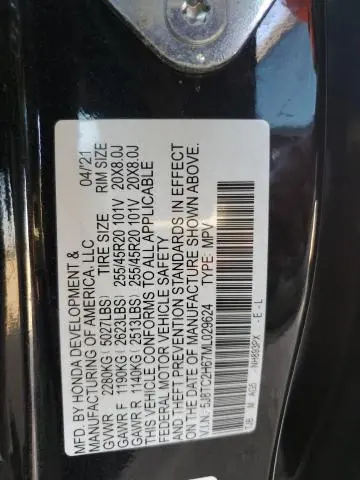 MFD. BY HONDA DEVELOPMENT & 04/21
MANUFACTURING OF AMERICA, LLC
TIRE SIZE RIM SIZE
GVWR 2280KG ( 5027LBS)
GAWR F 1190KG ( 2623LBS) 255/45R20 101V 20X8.0J
GAWR R 1140KG ( 2513LBS) 255/45R20 101V 20X8.0J
THIS VEHICLE CONFORMS TO ALL APPLICABLE
FEDERAL MOTOR VEHICLE SAFETY
AND THEFT PREVENTION STANDARDS IN EFFECT
ON THE DATE OF MANUFACTURE SHOWN ABOVE.
V.I.N: 5J8TC2H67ML029624 TYPE: MPV
NH893PX - E - L